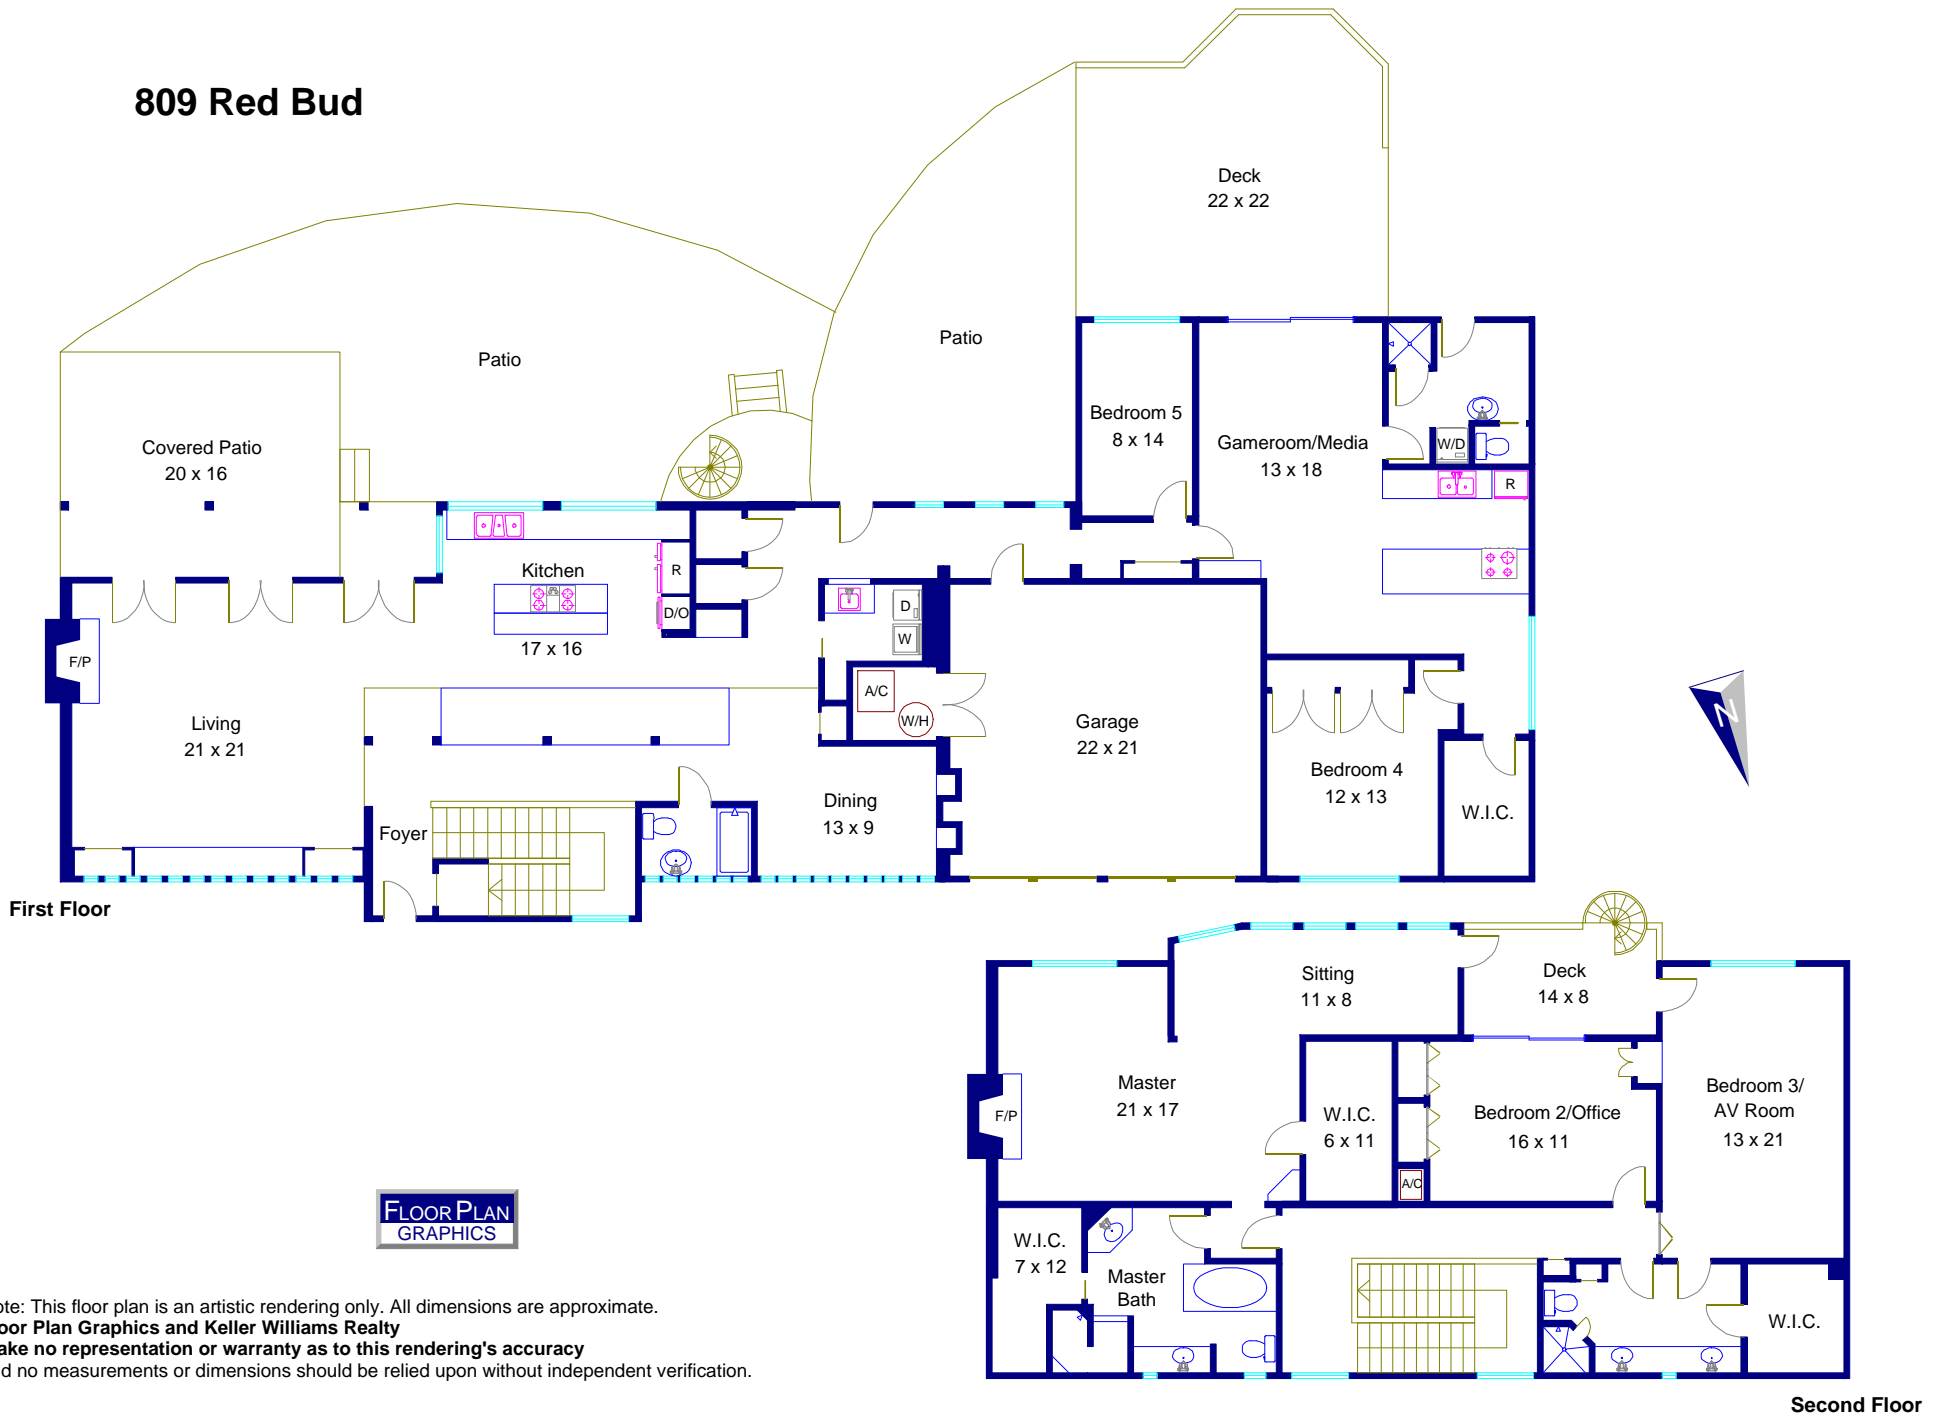 809 Red Bud
Deck
22 x 22
Patio
Patio
Covered Patio
20 x 16
Bedroom 5
8 x 14
Gameroom/Media
13 x 18
W/D
R
Kitchen
R
D/O
17 x 16
D
W
F/P
A/C
W/H
Living
21 x 21
Garage
22 x 21
Bedroom 4
12 x 13
W.I.C.
N
Dining
13 x 9
Foyer
First Floor
Sitting
11 x 8
Deck
14 x 8
Master
21 x 17
F/P
W.I.C.
6 x 11
Bedroom 2/Office
16 x 11
A/C
Bedroom 3/
AV Room
13 x 21
W.I.C.
7 x 12
Master
Bath
W.I.C.
Second Floor
FLOOR PLAN
GRAPHICS
ote: This floor plan is an artistic rendering only. All dimensions are approximate.
oor Plan Graphics and Keller Williams Realty
ake no representation or warranty as to this rendering's accuracy
d no measurements or dimensions should be relied upon without independent verification.